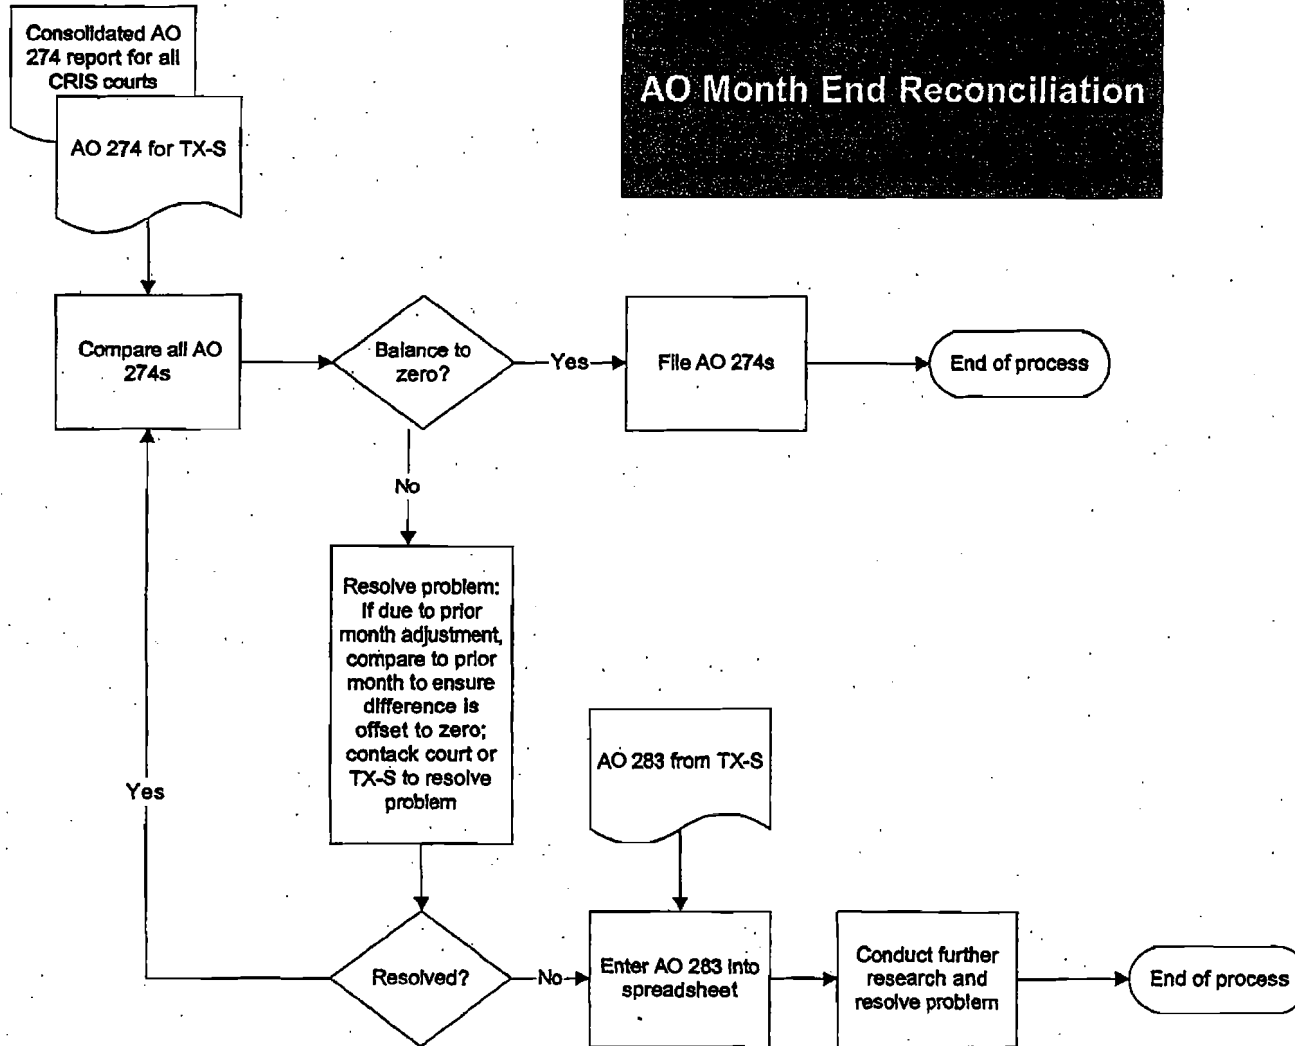 Consolidated AO
274 report for all
CRIS courts
AO 274 for TX-S
AO Month End Reconciliation
Compare all AO
274s
Balance to
zero?
Yes
File AO 274s
End of process
No
Resolve problem:
If due to prior
month adjustment,
compare to prior
month to ensure
difference is
offset to zero;
contack court or
TX-S to resolve
problem
AO 283 from TX-S
Yes
Resolved?
No
Enter AO 283 into
spreadsheet
Conduct further
research and
resolve problem
End of process